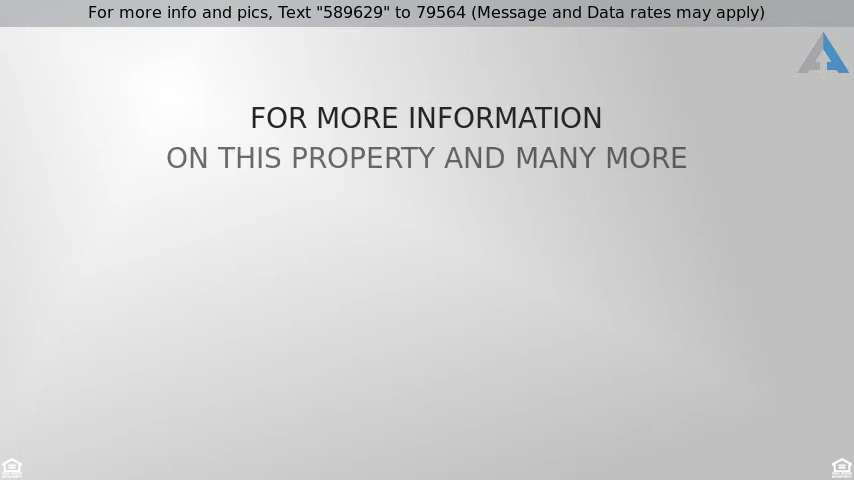 For more info and pics, Text "589629" to 79564 (Message and Data rates may apply)
FOR MORE INFORMATION
ON THIS PROPERTY AND MANY MORE